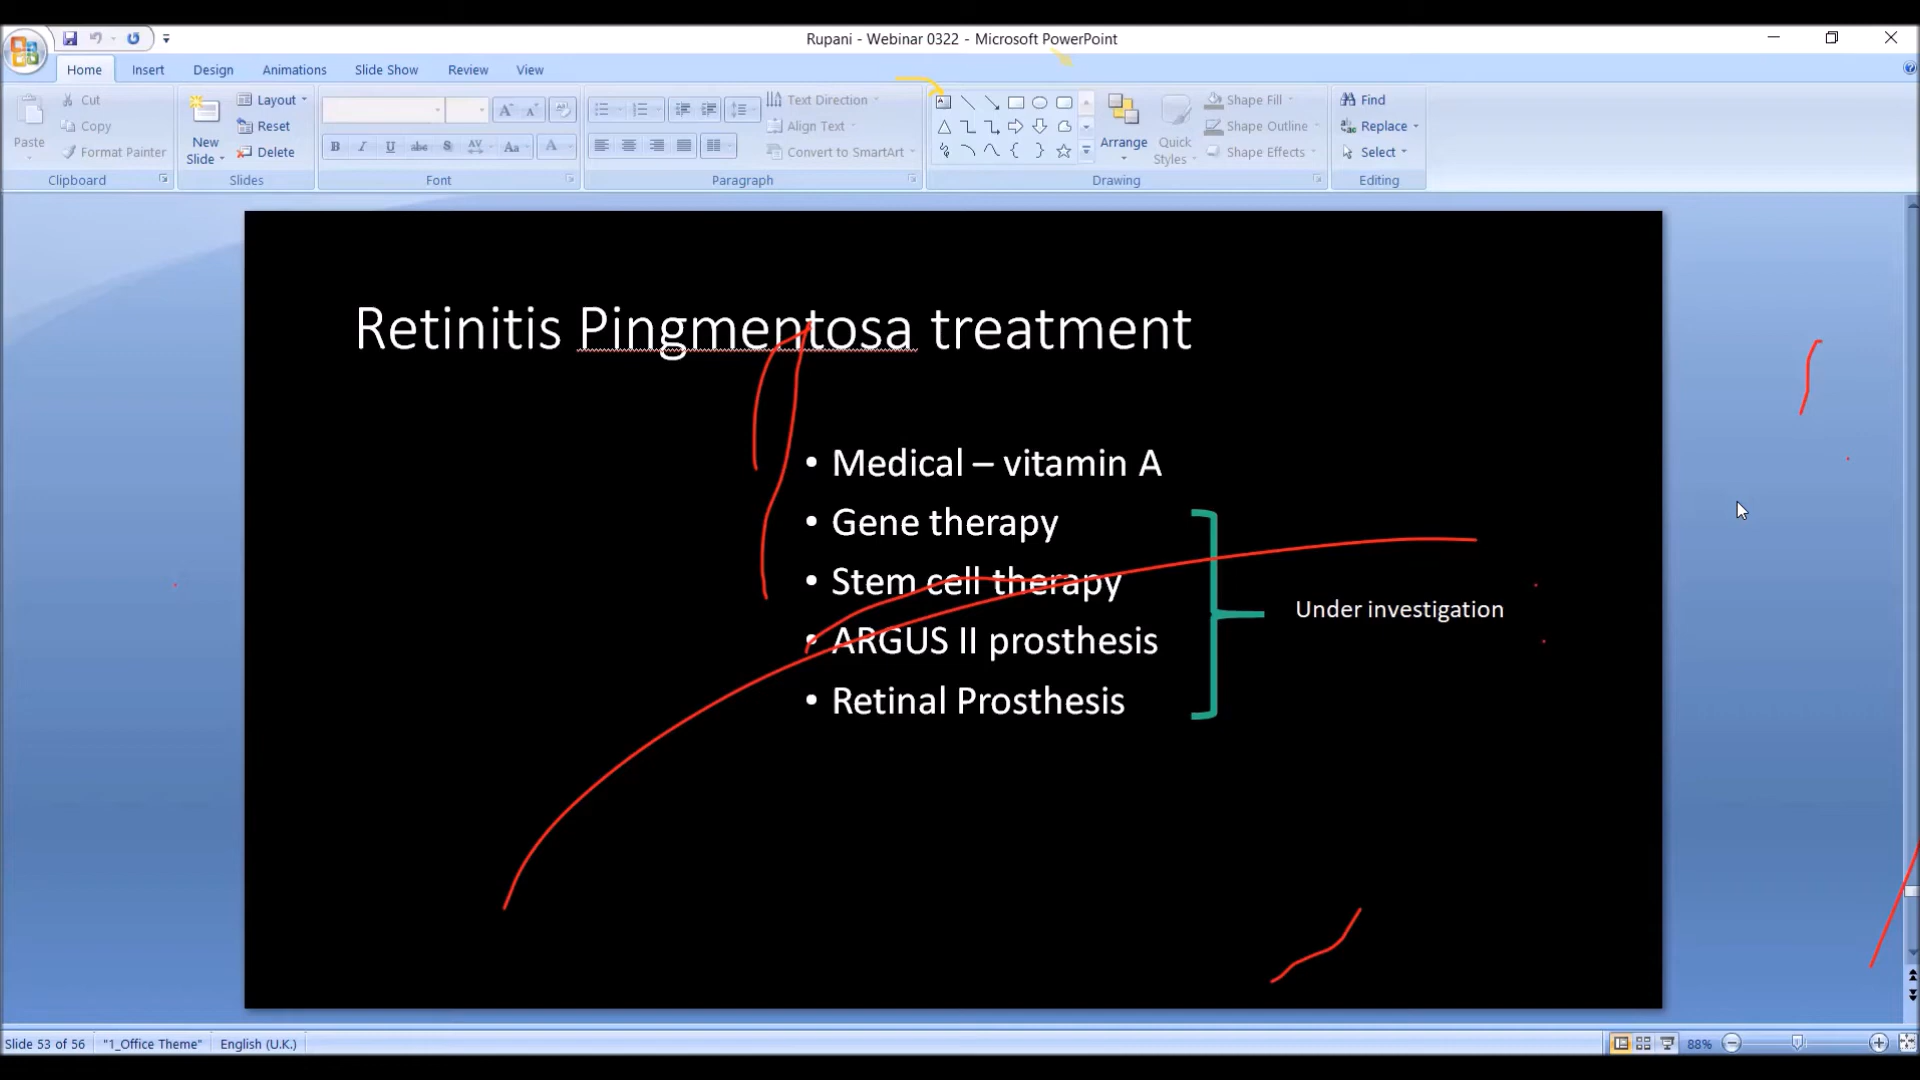 Rupani - Webinar 0322 - Microsoft PowerPoint
Home Insert Design Animations Slide Show Review View
Paste
Cut
Copy
Format Painter
Clipboard
New
Slide
Layout
Reset
Delete
Slides
B I U abc S AV Aa A
Font
Text Direction
Align Text
Convert to SmartArt
Paragraph
Arrange
Quick
Styles
Shape Fill
Shape Outline
Shape Effects
Drawing
Find
Replace
Select
Editing
Retinitis Pingmentosa treatment
• Medical – vitamin A
• Gene therapy
• Stem cell therapy
• ARGUS II prosthesis
• Retinal Prosthesis
Under investigation
Slide 53 of 56 "1_Office Theme" English (U.K.) 88%